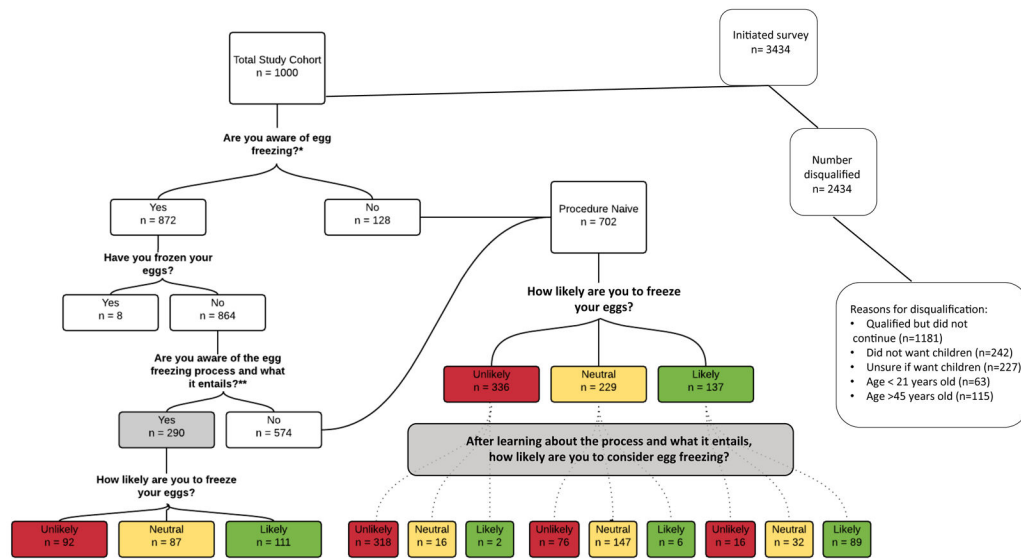 Initiated survey
n= 3434
Total Study Cohort
n = 1000
Are you aware of egg
freezing?*
Number
disqualified
n= 2434
Yes
n = 872
No
n = 128
Procedure Naive
n = 702
Have you frozen your
eggs?
Yes
n = 8
No
n = 864
How likely are you to freeze
your eggs?
Reasons for disqualification:
• Qualified but did not
continue (n=1181)
• Did not want children (n=242)
• Unsure if want children (n=227)
• Age < 21 years old (n=63)
• Age >45 years old (n=115)
Are you aware of the egg
freezing process and what
it entails?**
Unlikely
n = 336
Neutral
n = 229
Likely
n = 137
Yes
n = 290
No
n = 574
After learning about the process and what it entails,
how likely are you to consider egg freezing?
How likely are you to freeze
your eggs?
Unlikely
n = 92
Neutral
n = 87
Likely
n = 111
Unlikely
n = 318
Neutral
n = 16
Likely
n = 2
Unlikely
n = 76
Neutral
n = 147
Likely
n = 6
Unlikely
n = 16
Neutral
n = 32
Likely
n = 89